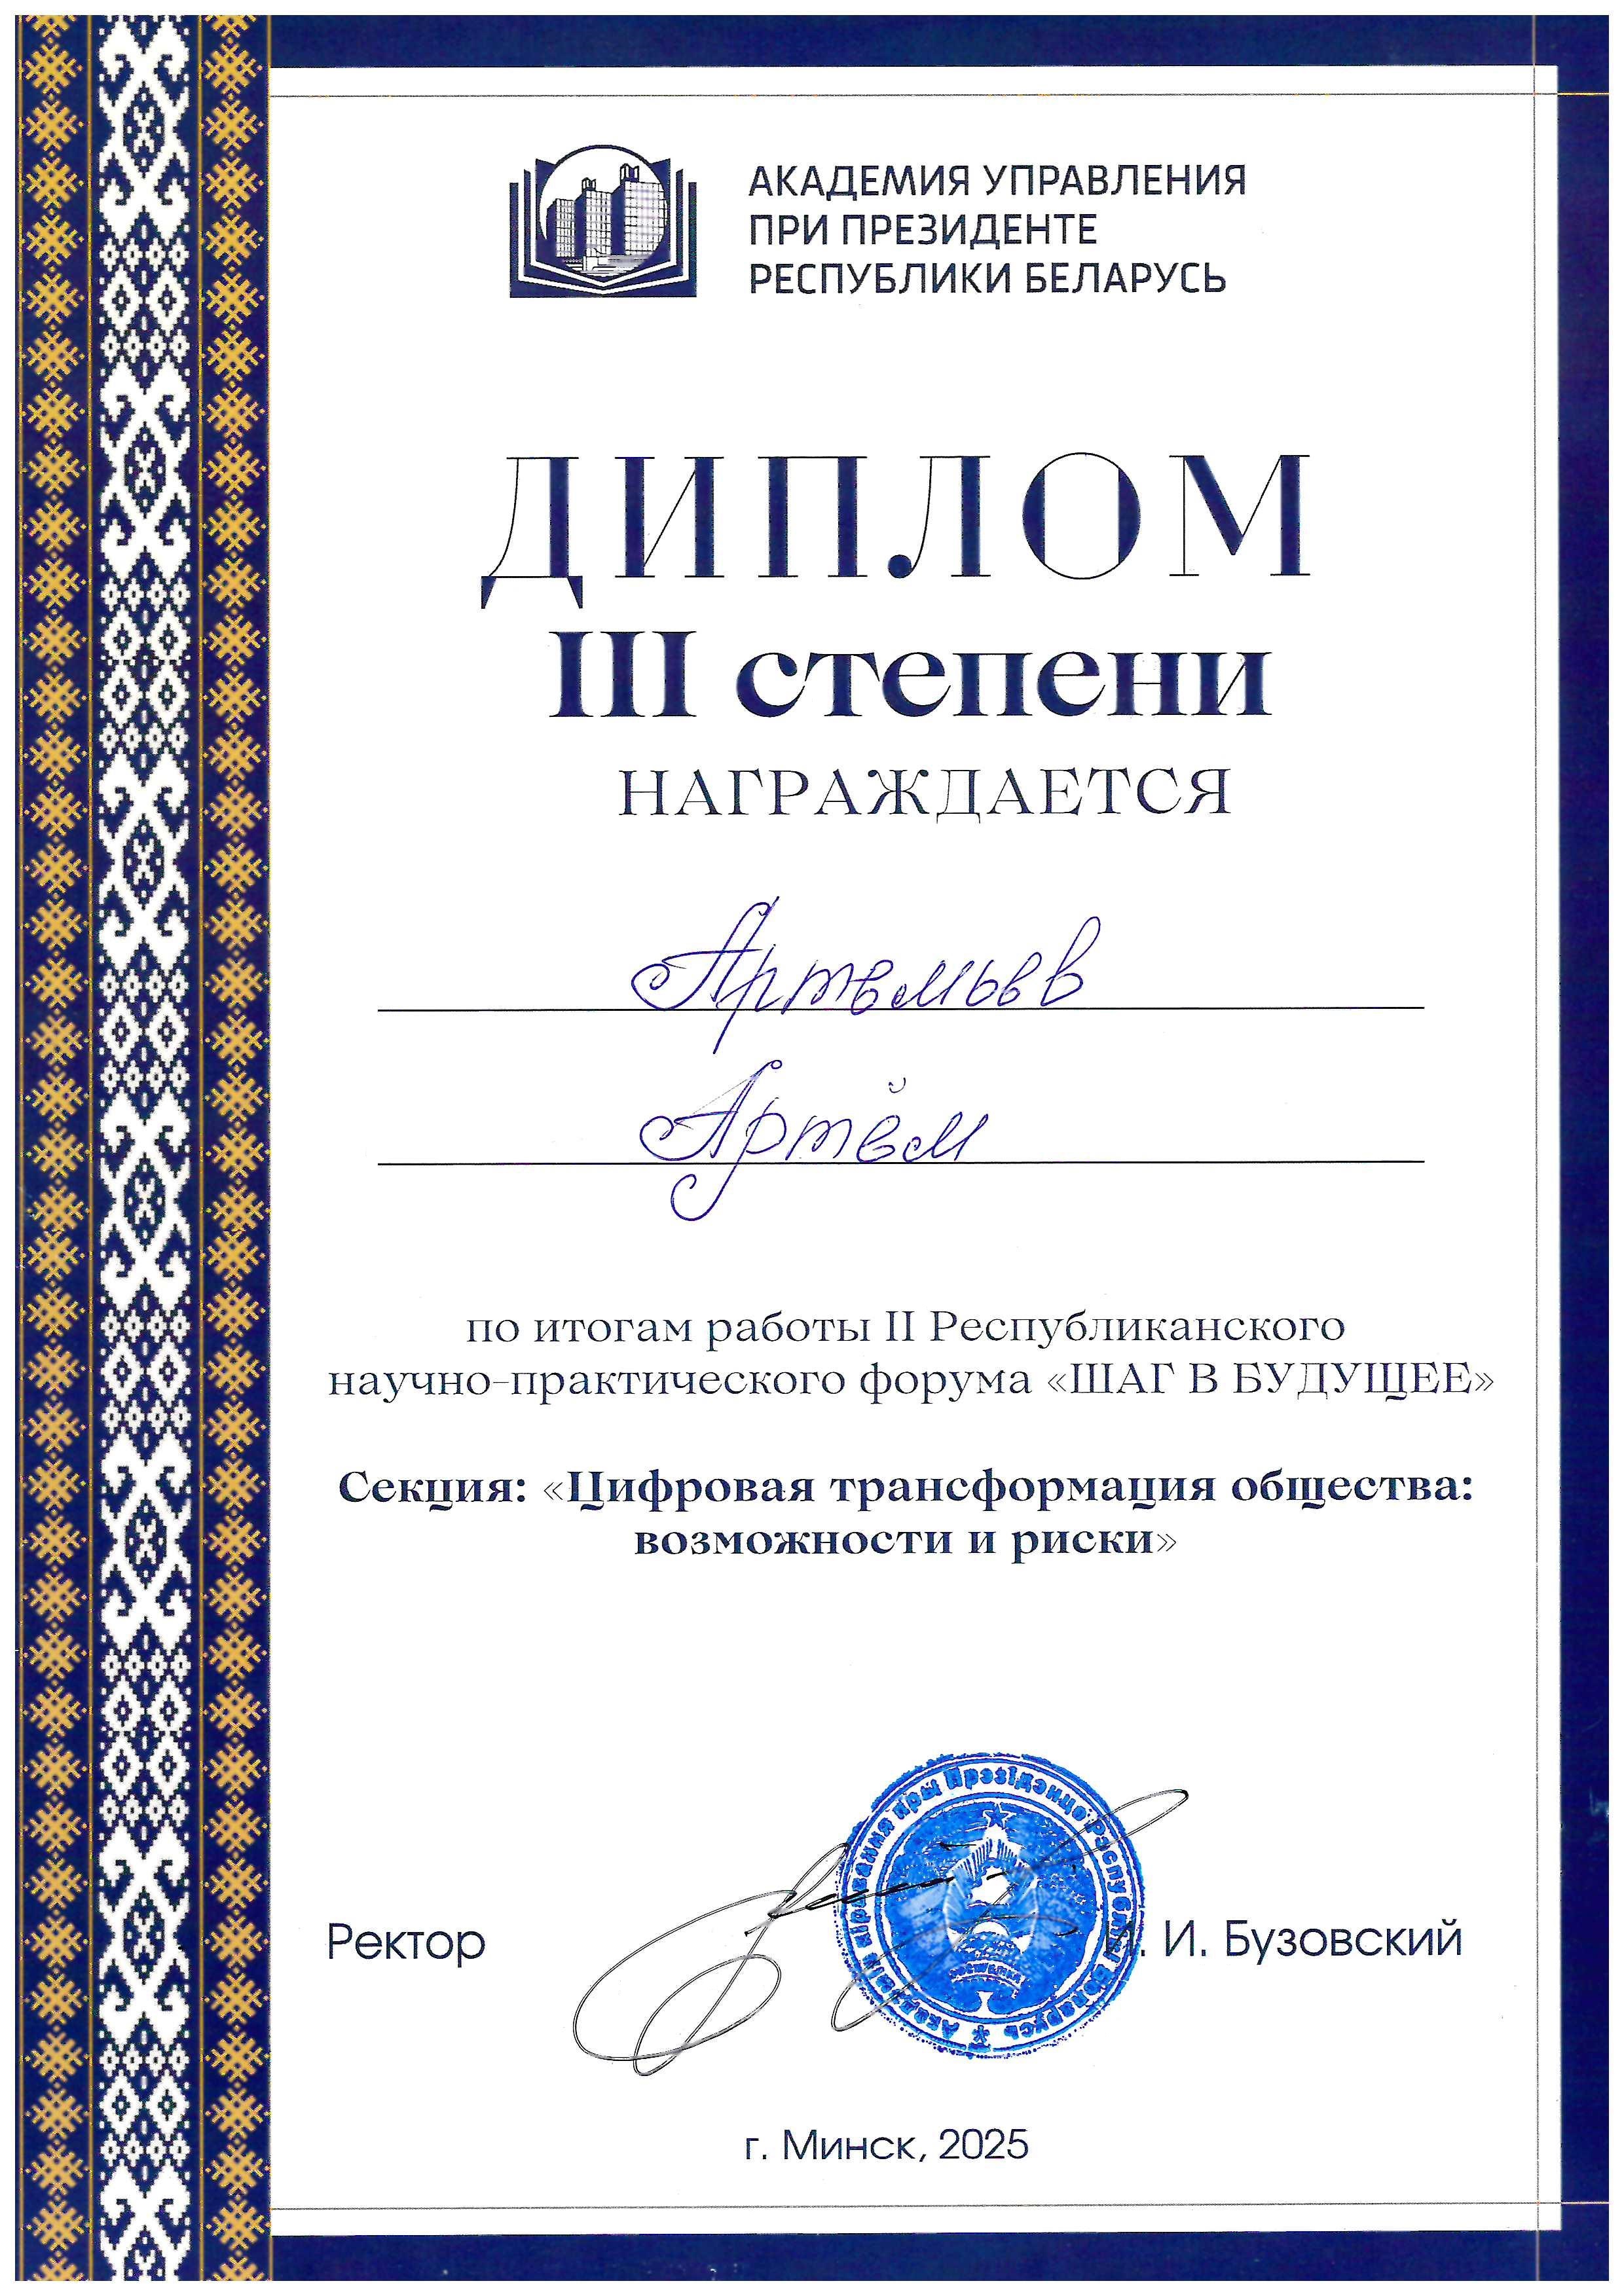 АКАДЕМИЯ УПРАВЛЕНИЯ
ПРИ ПРЕЗИДЕНТЕ
РЕСПУБЛИКИ БЕЛАРУСЬ
ДИПЛОМ
III степени
НАГРАЖДАЕТСЯ
Артемьев
Артём
по итогам работы II Республиканского
научно-практического форума «ШАГ В БУДУЩЕЕ»
Секция: «Цифровая трансформация общества:
возможности и риски»
Акадэмія кіравання пры Прэзідэнце Рэспублікі Беларусь
Ректор
И. Бузовский
г. Минск, 2025